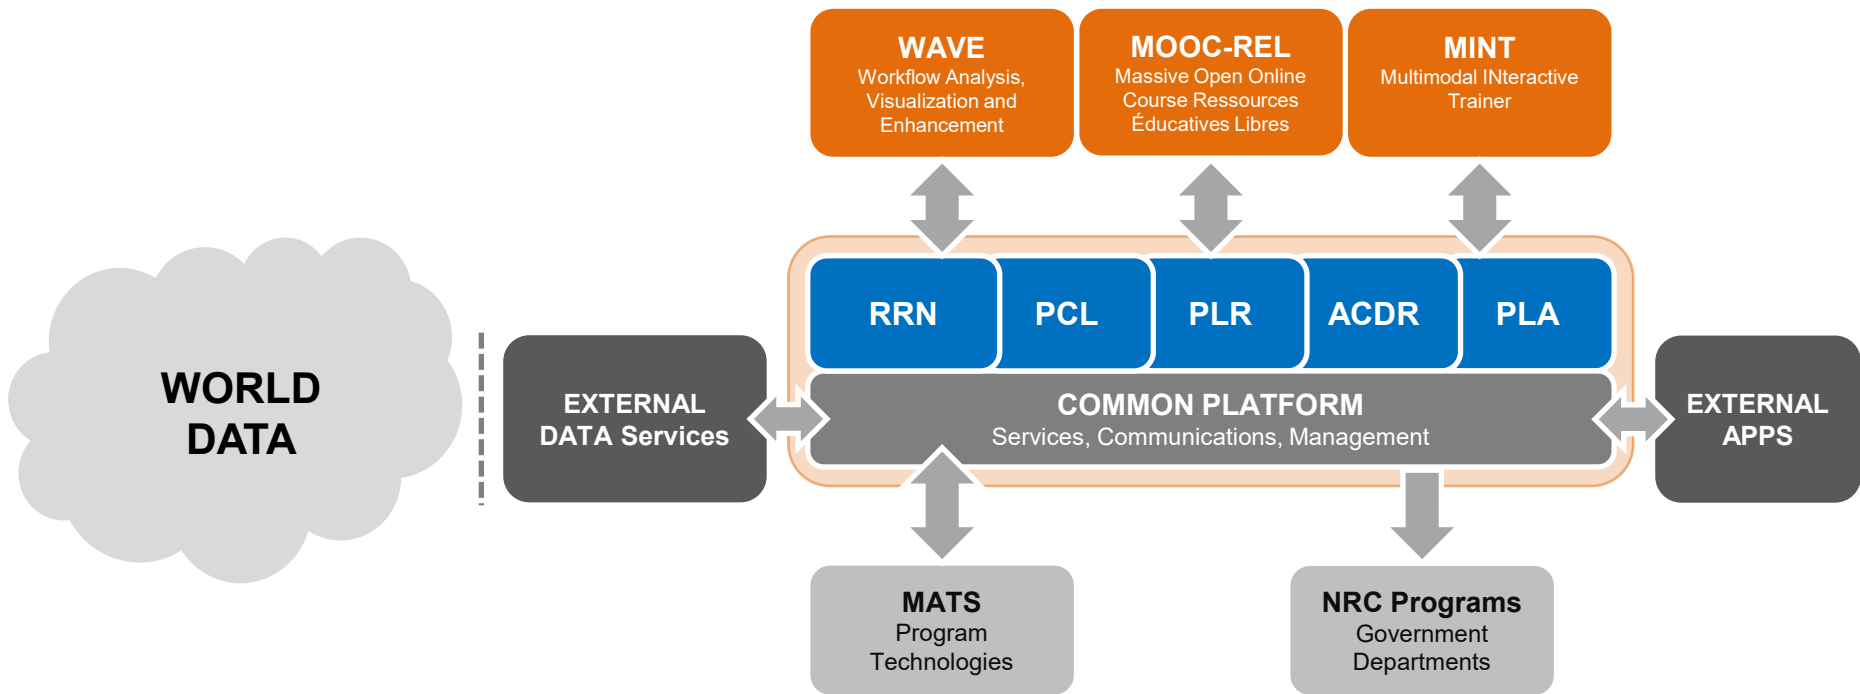 WAVE
Workflow Analysis,
Visualization and
Enhancement
MOOC-REL
Massive Open Online
Course Ressources
Éducatives Libres
MINT
Multimodal INteractive
Trainer
RRN
PCL
PLR
ACDR
PLA
WORLD
DATA
EXTERNAL
DATA Services
COMMON PLATFORM
Services, Communications, Management
EXTERNAL
APPS
MATS
Program
Technologies
NRC Programs
Government
Departments